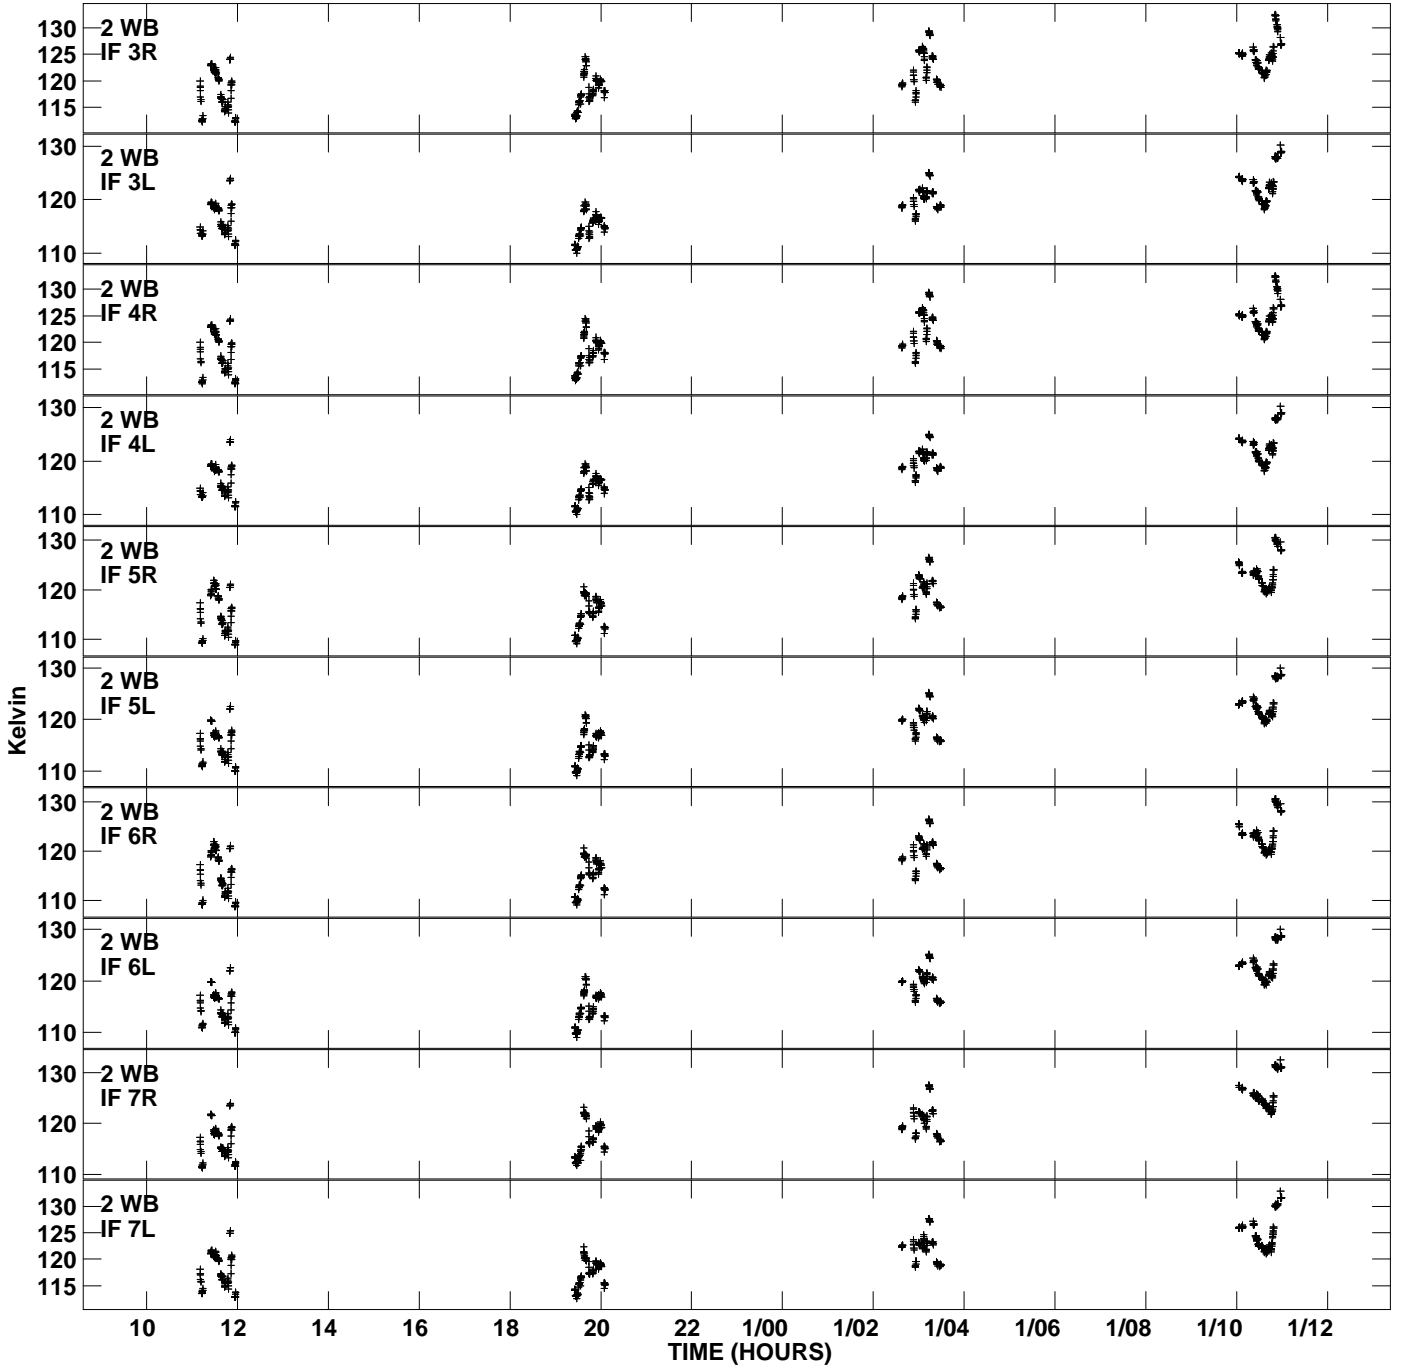 2 WB
IF 3R
130
125
120
115
2 WB
IF 3L
130
120
110
2 WB
IF 4R
130
125
120
115
2 WB
IF 4L
130
120
110
2 WB
IF 5R
130
120
110
2 WB
IF 5L
130
120
110
Kelvin
2 WB
IF 6R
130
120
110
2 WB
IF 6L
130
120
110
2 WB
IF 7R
130
120
110
2 WB
IF 7L
130
125
120
115
10 12 14 16 18 20 22 1/00 1/02 1/04 1/06 1/08 1/10 1/12
TIME (HOURS)